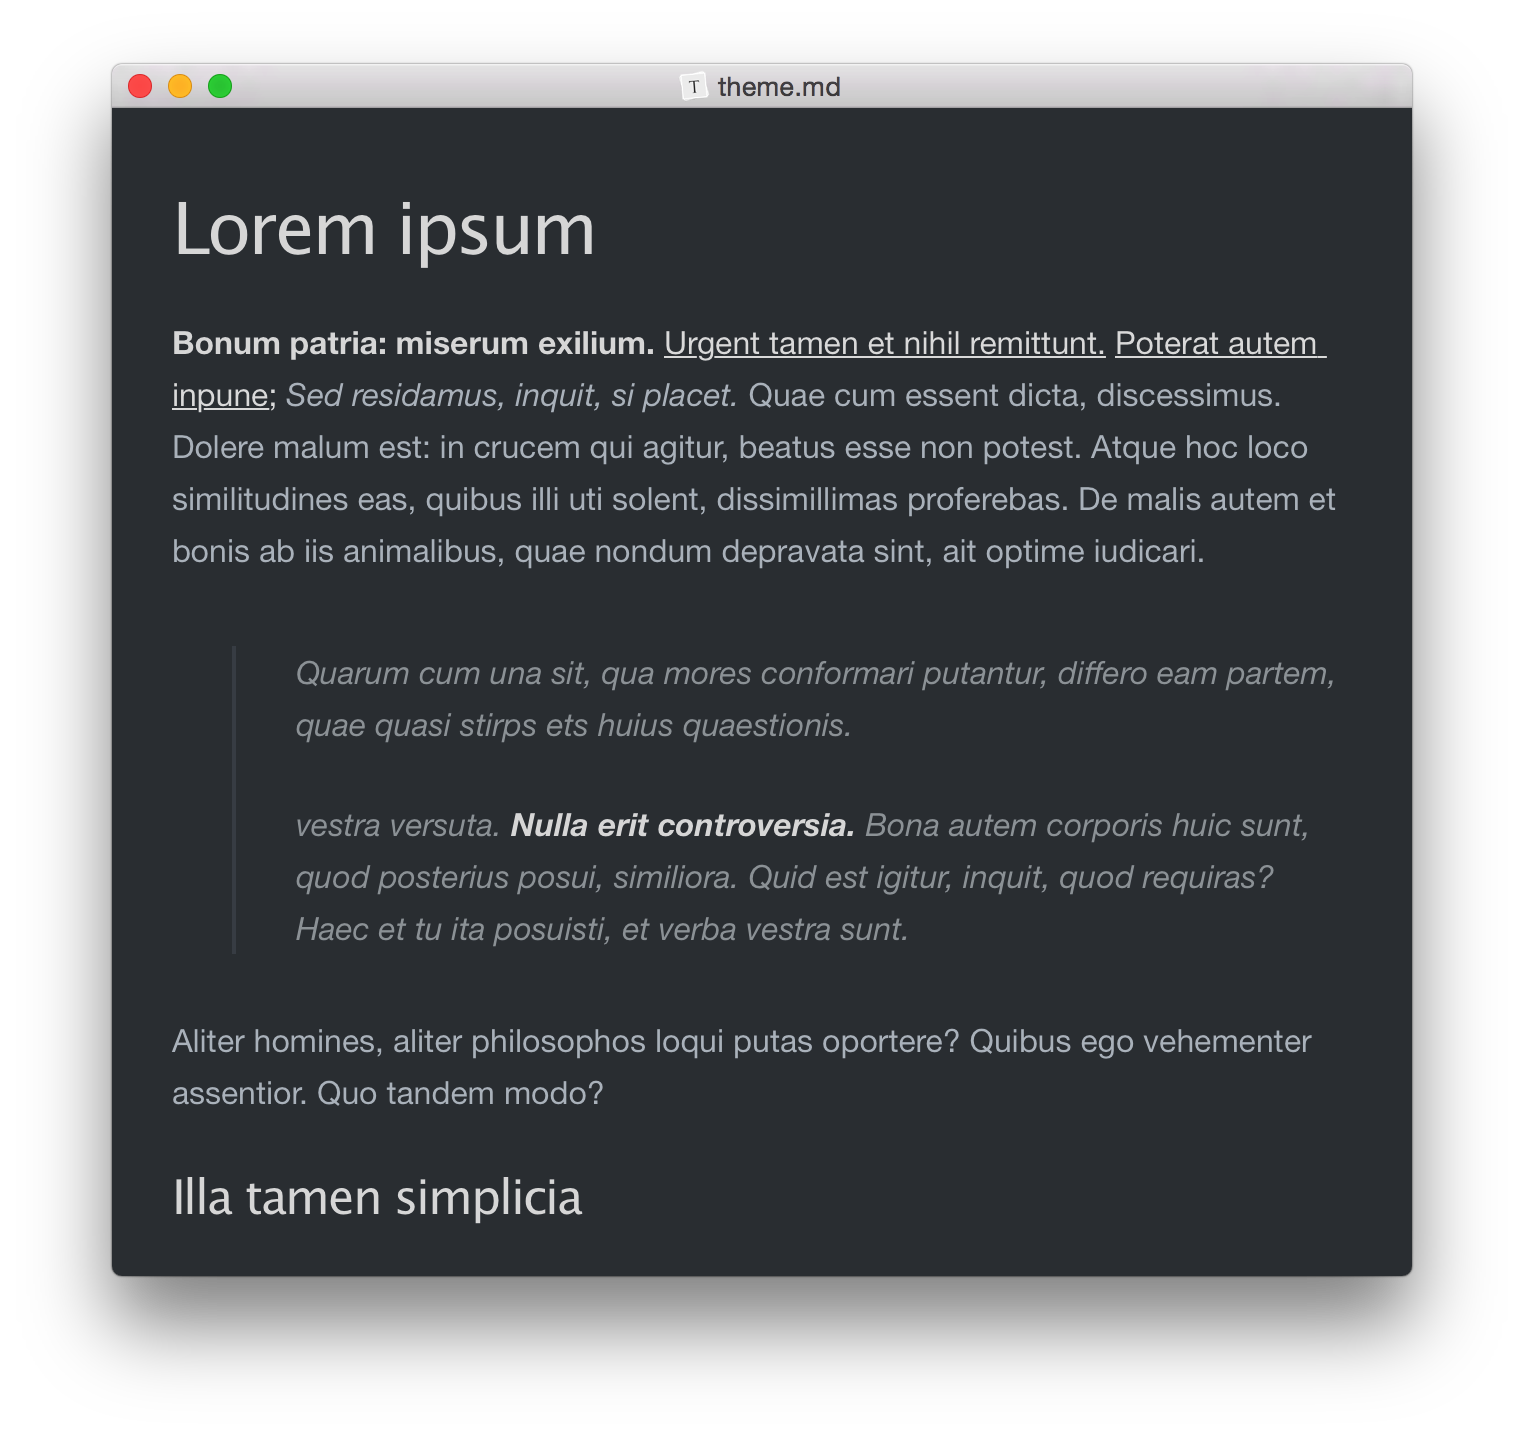 T theme.md
Lorem ipsum
Bonum patria: miserum exilium. Urgent tamen et nihil remittunt. Poterat autem
inpune; Sed residamus, inquit, si placet. Quae cum essent dicta, discessimus.
Dolere malum est: in crucem qui agitur, beatus esse non potest. Atque hoc loco
similitudines eas, quibus illi uti solent, dissimillimas proferebas. De malis autem et
bonis ab iis animalibus, quae nondum depravata sint, ait optime iudicari.
Quarum cum una sit, qua mores conformari putantur, differo eam partem,
quae quasi stirps ets huius quaestionis.
vestra versuta. Nulla erit controversia. Bona autem corporis huic sunt,
quod posterius posui, similiora. Quid est igitur, inquit, quod requiras?
Haec et tu ita posuisti, et verba vestra sunt.
Aliter homines, aliter philosophos loqui putas oportere? Quibus ego vehementer
assentior. Quo tandem modo?
Illa tamen simplicia